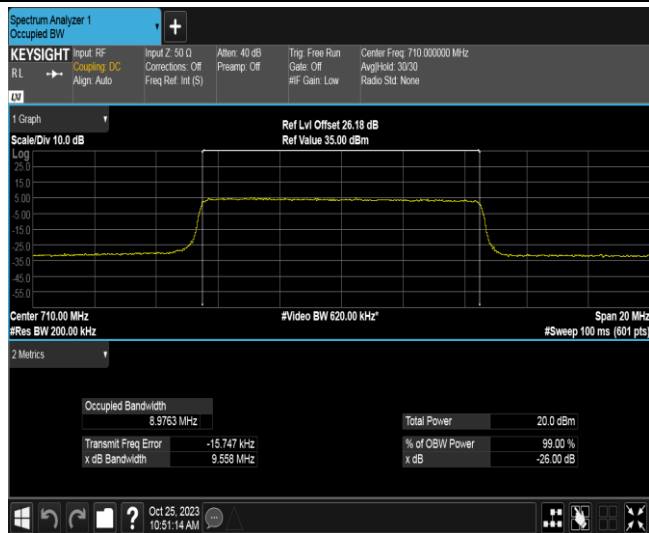 Spectrum Analyzer 1
Occupied BW
+
KEYSIGHT
RL
Input: RF
Coupling: DC
Align: Auto
Input Z: 50 Ω
Corrections: Off
Freq Ref: Int (S)
Atten: 40 dB
Preamp: Off
Trig: Free Run
Gate: Off
#IF Gain: Low
Center Freq: 710.000000 MHz
Avg|Hold: 30/30
Radio Std: None
1 Graph
Scale/Div 10.0 dB
Ref Lvl Offset 26.18 dB
Ref Value 35.00 dBm
Log
25.0
15.0
5.00
-5.00
-15.0
-25.0
-35.0
-45.0
-55.0
Center 710.00 MHz
#Res BW 200.00 kHz
#Video BW 620.00 kHz*
Span 20 MHz
#Sweep 100 ms (601 pts)
2 Metrics
Occupied Bandwidth
8.9763 MHz
Transmit Freq Error -15.747 kHz
x dB Bandwidth 9.558 MHz
Total Power 20.0 dBm
% of OBW Power 99.00 %
x dB -26.00 dB
?
Oct 25, 2023
10:51:14 AM